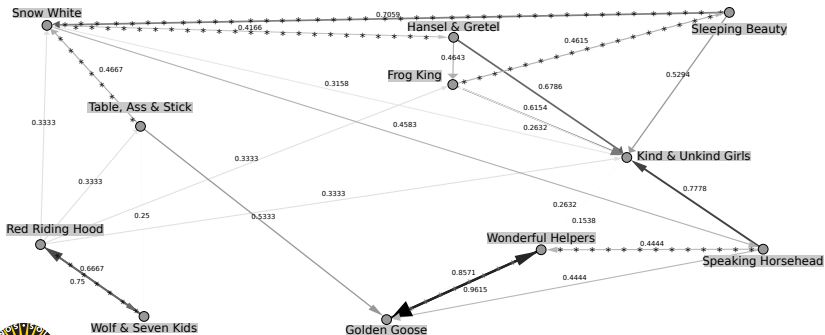 Snow White
0.7059
Sleeping Beauty
0.4166
Hansel & Gretel
0.4615
0.4643
0.4667
Frog King
0.5294
0.3158
0.6786
Table, Ass & Stick
0.6154
0.3333
0.4583
0.2632
0.3333
Kind & Unkind Girls
0.3333
0.7778
0.3333
0.25
0.5333
0.2632
0.1538
Red Riding Hood
Wonderful Helpers
0.4444
Speaking Horsehead
0.6667
0.75
0.8571
0.9615
0.4444
Wolf & Seven Kids
Golden Goose